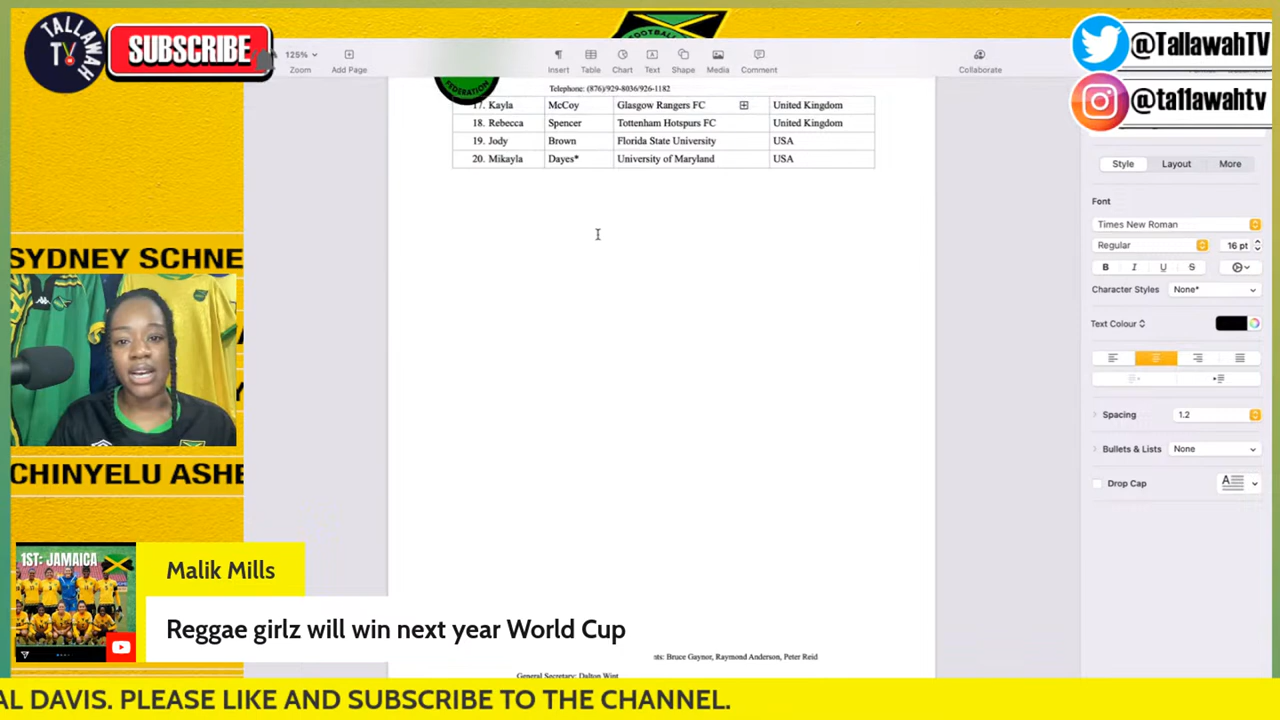 TALLAWAH
TV
SUBSCRIBE
@TallawahTV
@ta11awahtv
125%
Zoom
Add Page
Insert
Table
Chart
Text
Shape
Media
Comment
Collaborate
FEDERATION
Telephone: (876)/929-8036/926-1182
17. Kayla McCoy Glasgow Rangers FC United Kingdom
18. Rebecca Spencer Tottenham Hotspurs FC United Kingdom
19. Jody Brown Florida State University USA
20. Mikayla Dayes* University of Maryland USA
Style Layout More
Font
Times New Roman
Regular 16 pt
B I U S
Character Styles None*
Text Colour
Spacing 1.2
Bullets & Lists None
Drop Cap
SYDNEY SCHNE
CHINYELU ASHE
1ST: JAMAICA
Malik Mills
Reggae girlz will win next year World Cup
nts: Bruce Gaynor, Raymond Anderson, Peter Reid
General Secretary: Dalton Wint
AL DAVIS. PLEASE LIKE AND SUBSCRIBE TO THE CHANNEL.